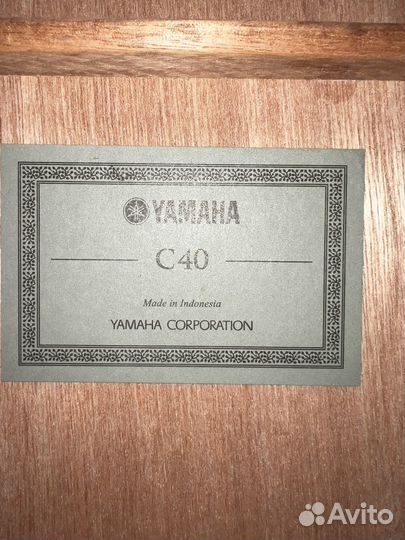 YAMAHA
C40
Made in Indonesia
YAMAHA CORPORATION
Avito